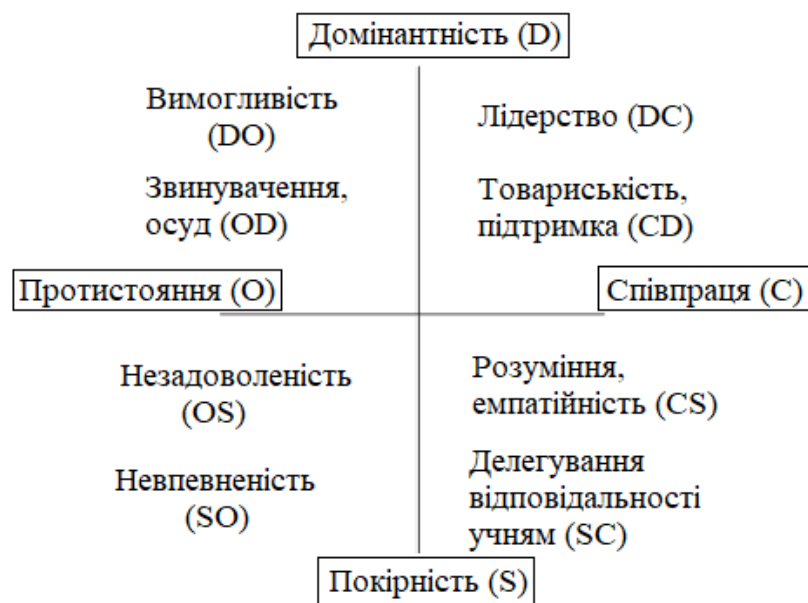 Домінантність (D)
Вимогливість
(DO)
Лідерство (DC)
Звинувачення,
осуд (OD)
Товариськість,
підтримка (CD)
Протистояння (O)
Співпраця (C)
Незадоволеність
(OS)
Розуміння,
емпатійність (CS)
Невпевненість
(SO)
Делегування
відповідальності
учням (SC)
Покірність (S)